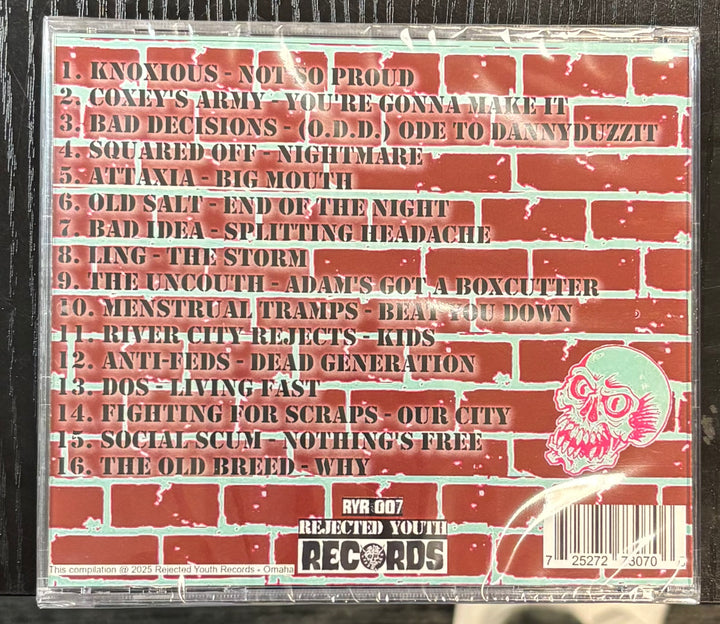 1. KNOXIOUS - NOT SO PROUD
2. COXEY'S ARMY - YOU'RE GONNA MAKE IT
3. BAD DECISIONS - (O.D.D.) ODE TO DANNYDUZZIT
4. SQUARED OFF - NIGHTMARE
5. ATTAXIA - BIG MOUTH
6. OLD SALT - END OF THE NIGHT
7. BAD IDEA - SPLITTING HEADACHE
8. LING - THE STORM
9. THE UNCOUTH - ADAM'S GOT A BOXCUTTER
10. MENSTRUAL TRAMPS - BEAT YOU DOWN
11. RIVER CITY REJECTS - KIDS
12. ANTI-FEDS - DEAD GENERATION
13. DOS - LIVING FAST
14. FIGHTING FOR SCRAPS - OUR CITY
15. SOCIAL SCUM - NOTHING'S FREE
16. THE OLD BREED - WHY
RYR 007
REJECTED YOUTH
RECORDS
This compilation @ 2025 Rejected Youth Records - Omaha
7 25272 73070